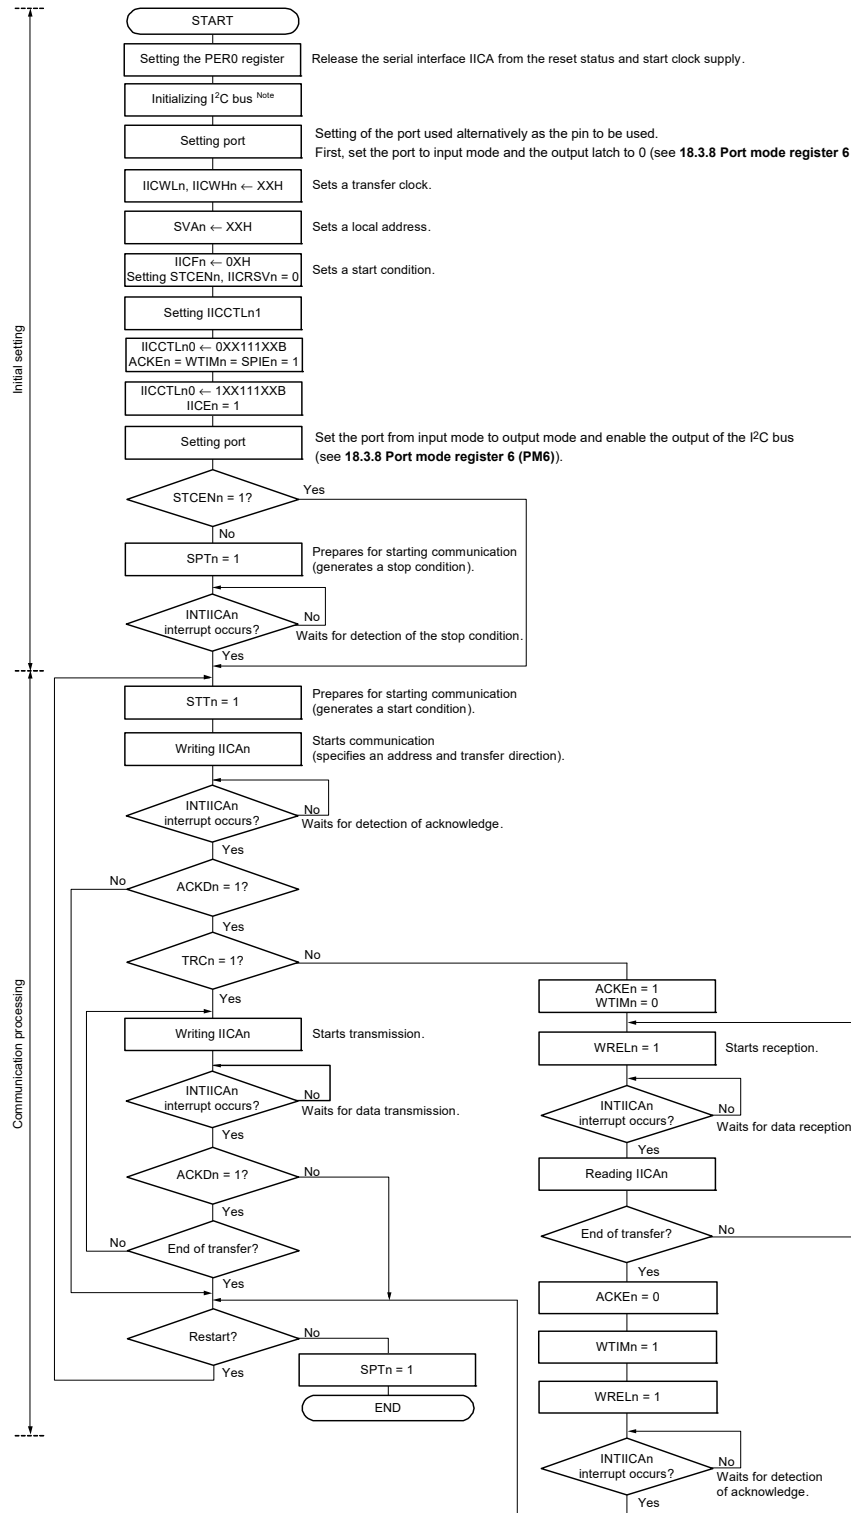 START
Setting the PER0 register
Release the serial interface IICA from the reset status and start clock supply.
Initializing I²C bus Note
Setting port
Setting of the port used alternatively as the pin to be used.
First, set the port to input mode and the output latch to 0 (see 18.3.8 Port mode register 6
IICWLn, IICWHn ← XXH
Sets a transfer clock.
SVAn ← XXH
Sets a local address.
IICFn ← 0XH
Setting STCENn, IICRSVn = 0
Sets a start condition.
Setting IICCTLn1
IICCTLn0 ← 0XX111XXB
ACKEn = WTIMn = SPIEn = 1
IICCTLn0 ← 1XX111XXB
IICEn = 1
Setting port
Set the port from input mode to output mode and enable the output of the I²C bus
(see 18.3.8 Port mode register 6 (PM6)).
Initial setting
STCENn = 1?
Yes
No
SPTn = 1
Prepares for starting communication
(generates a stop condition).
INTIICAn
interrupt occurs?
No
Waits for detection of the stop condition.
Yes
STTn = 1
Prepares for starting communication
(generates a start condition).
Writing IICAn
Starts communication
(specifies an address and transfer direction).
INTIICAn
interrupt occurs?
No
Waits for detection of acknowledge.
Yes
No
ACKDn = 1?
Yes
TRCn = 1?
No
Yes
Communication processing
Writing IICAn
Starts transmission.
INTIICAn
interrupt occurs?
No
Waits for data transmission.
Yes
ACKDn = 1?
No
Yes
No
End of transfer?
Yes
Restart?
No
Yes
SPTn = 1
END
ACKEn = 1
WTIMn = 0
WRELn = 1
Starts reception.
INTIICAn
interrupt occurs?
No
Waits for data reception
Yes
Reading IICAn
End of transfer?
No
Yes
ACKEn = 0
WTIMn = 1
WRELn = 1
INTIICAn
interrupt occurs?
No
Waits for detection
of acknowledge.
Yes